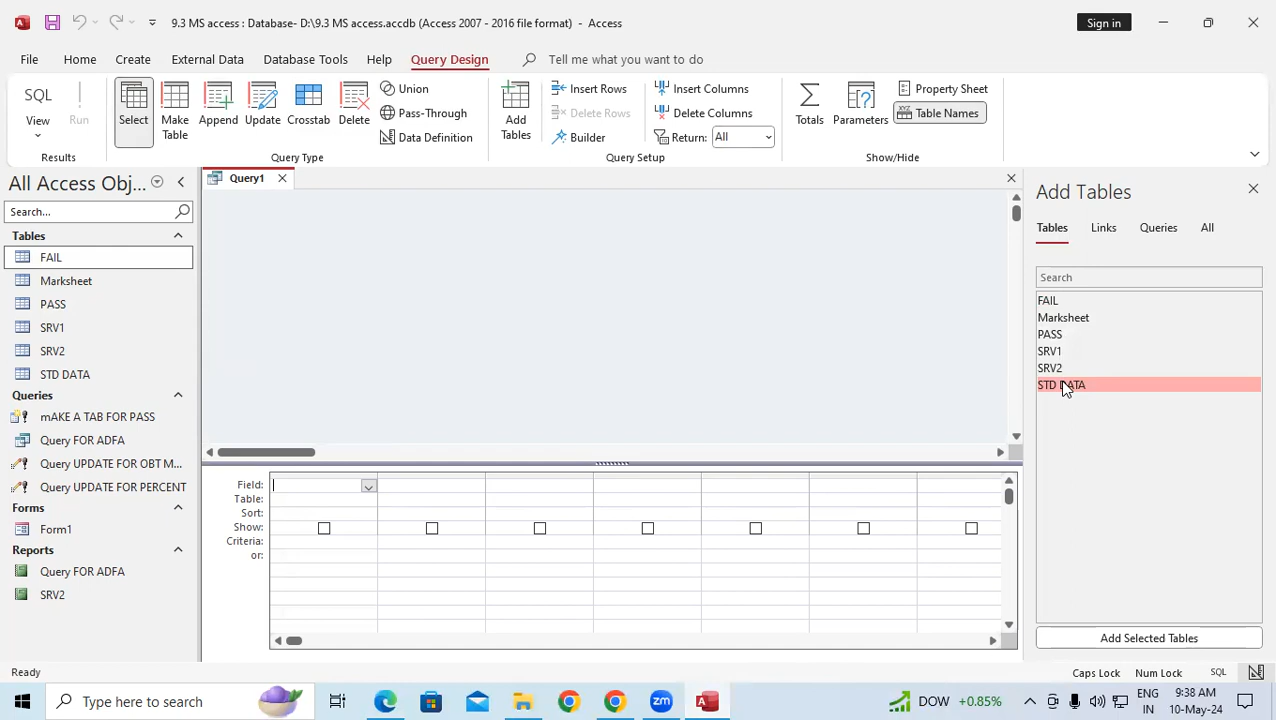 9.3 MS access : Database- D:\9.3 MS access.accdb (Access 2007 - 2016 file format) - Access
Sign in
File Home Create External Data Database Tools Help Query Design Tell me what you want to do
SQL
View
Run
Select
Make
Table
Append
Update
Crosstab
Delete
Union
Pass-Through
Data Definition
Add
Tables
Insert Rows
Delete Rows
Builder
Insert Columns
Delete Columns
Return: All
Totals
Parameters
Property Sheet
XYZ Table Names
Results
Query Type
Query Setup
Show/Hide
All Access Obj...
Search...
Tables
FAIL
Marksheet
PASS
SRV1
SRV2
STD DATA
Queries
mAKE A TAB FOR PASS
Query FOR ADFA
Query UPDATE FOR OBT M...
Query UPDATE FOR PERCENT
Forms
Form1
Reports
Query FOR ADFA
SRV2
Query1
Field:
Table:
Sort:
Show:
Criteria:
or:
Add Tables
Tables Links Queries All
Search
FAIL
Marksheet
PASS
SRV1
SRV2
STD DATA
Add Selected Tables
Ready
Caps Lock Num Lock SQL
Type here to search
DOW +0.85%
ENG
IN
9:38 AM
10-May-24